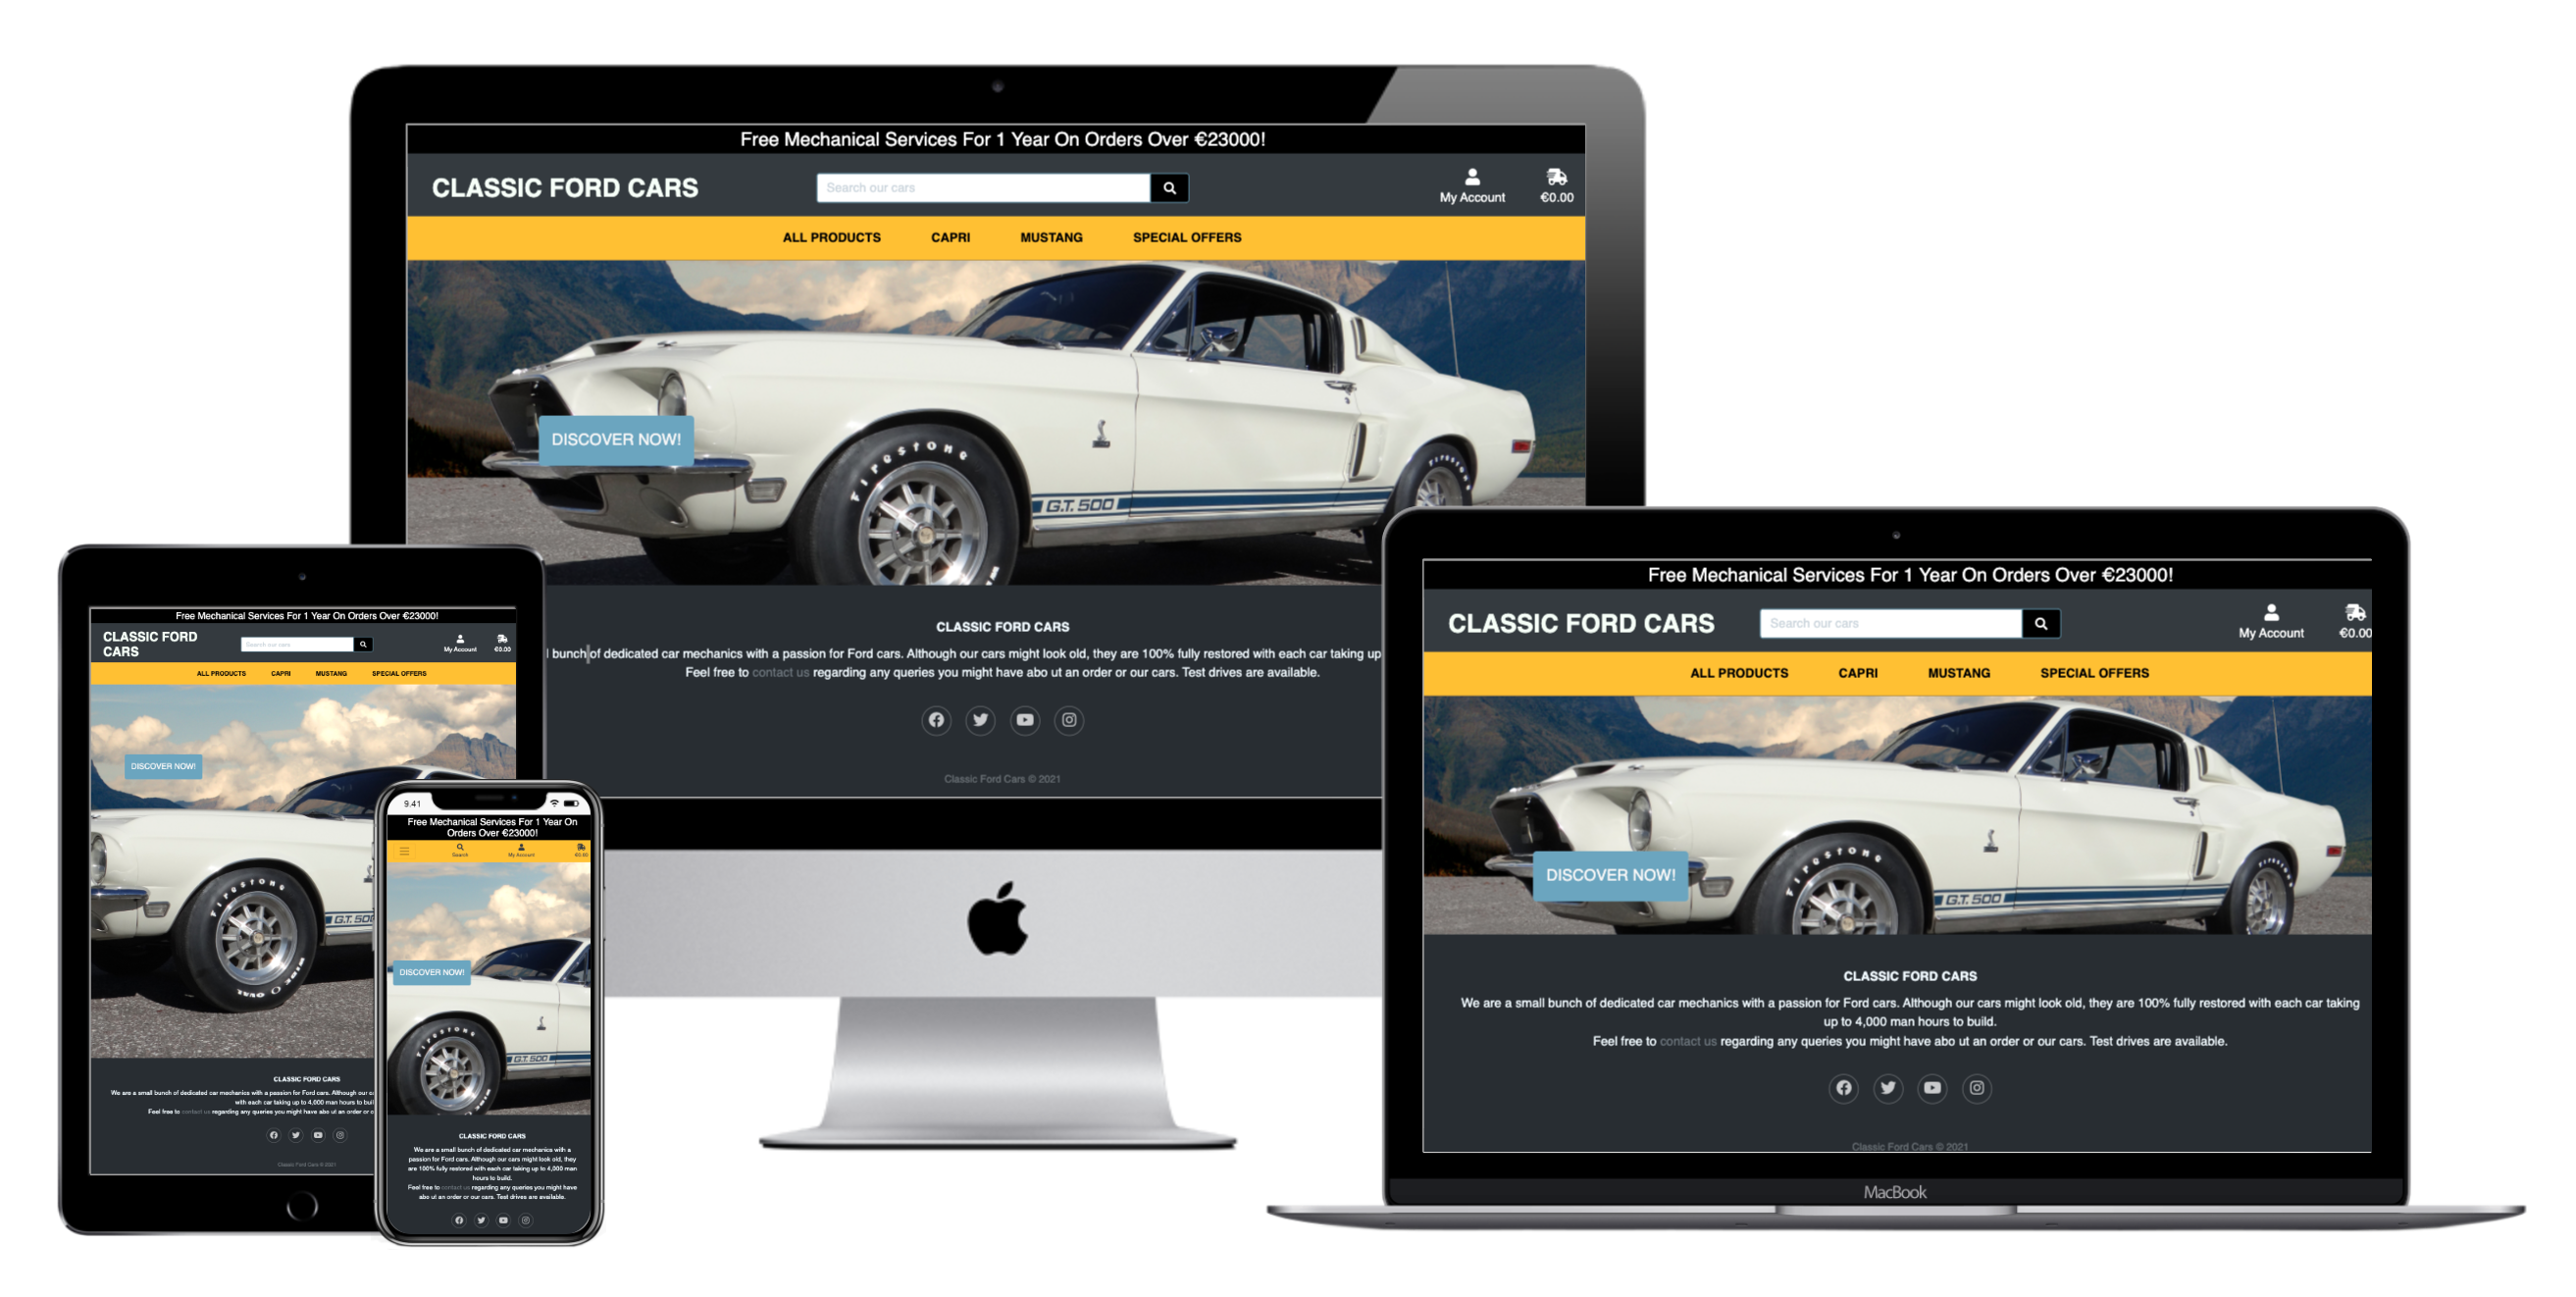 Free Mechanical Services For 1 Year On Orders Over €23000!
CLASSIC FORD CARS
Search our cars
My Account
€0.00
ALL PRODUCTS
CAPRI
MUSTANG
SPECIAL OFFERS
DISCOVER NOW!
Firestone
G.T. 500
Firestone
CLASSIC FORD CARS
bunch of dedicated car mechanics with a passion for Ford cars. Although our cars might look old, they are 100% fully restored with each car taking up
Feel free to contact us regarding any queries you might have abo ut an order or our cars. Test drives are available.
Classic Ford Cars © 2021
Free Mechanical Services For 1 Year On Orders Over €23000!
CLASSIC FORD
CARS
Search our cars
My Account
€0.00
ALL PRODUCTS
CAPRI
MUSTANG
SPECIAL OFFERS
DISCOVER NOW!
Firestone
WIDE O OVAL
G.T. 500
CLASSIC FORD CARS
We are a small bunch of dedicated car mechanics with a passion for Ford cars. Although our
with each car taking up to 4,000 man hours to
Feel free to contact us regarding any queries you might have abo ut an order or
Classic Ford Cars © 2021
9.41
Free Mechanical Services For 1 Year On
Orders Over €23000!
Search
My Account
€0.00
DISCOVER NOW!
Firestone
G.T. 500
CLASSIC FORD CARS
We are a small bunch of dedicated car mechanics with a
passion for Ford cars. Although our cars might look old, they
are 100% fully restored with each car taking up to 4,000 man
hours to build.
Feel free to contact us regarding any queries you might have
abo ut an order or our cars. Test drives are available.
Free Mechanical Services For 1 Year On Orders Over €23000!
CLASSIC FORD CARS
Search our cars
My Account
€0.00
ALL PRODUCTS
CAPRI
MUSTANG
SPECIAL OFFERS
DISCOVER NOW!
Firestone
G.T. 500
Firestone
CLASSIC FORD CARS
We are a small bunch of dedicated car mechanics with a passion for Ford cars. Although our cars might look old, they are 100% fully restored with each car taking
up to 4,000 man hours to build.
Feel free to contact us regarding any queries you might have abo ut an order or our cars. Test drives are available.
Classic Ford Cars © 2021
MacBook